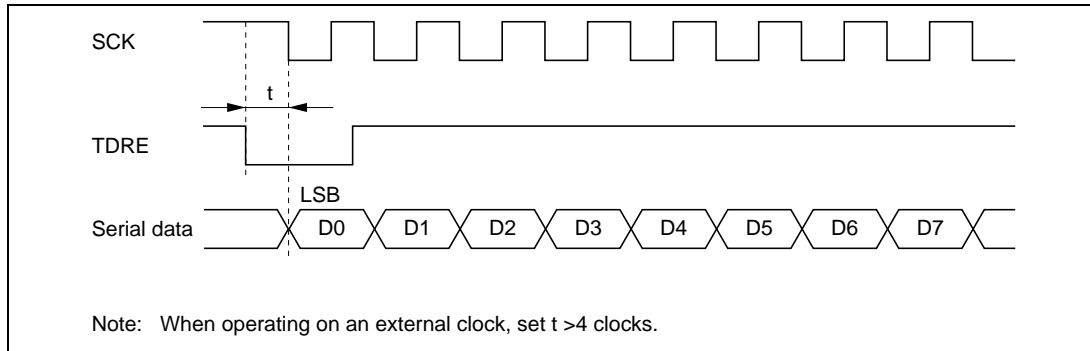 SCK
t
TDRE
LSB
Serial data D0 D1 D2 D3 D4 D5 D6 D7
Note: When operating on an external clock, set t >4 clocks.